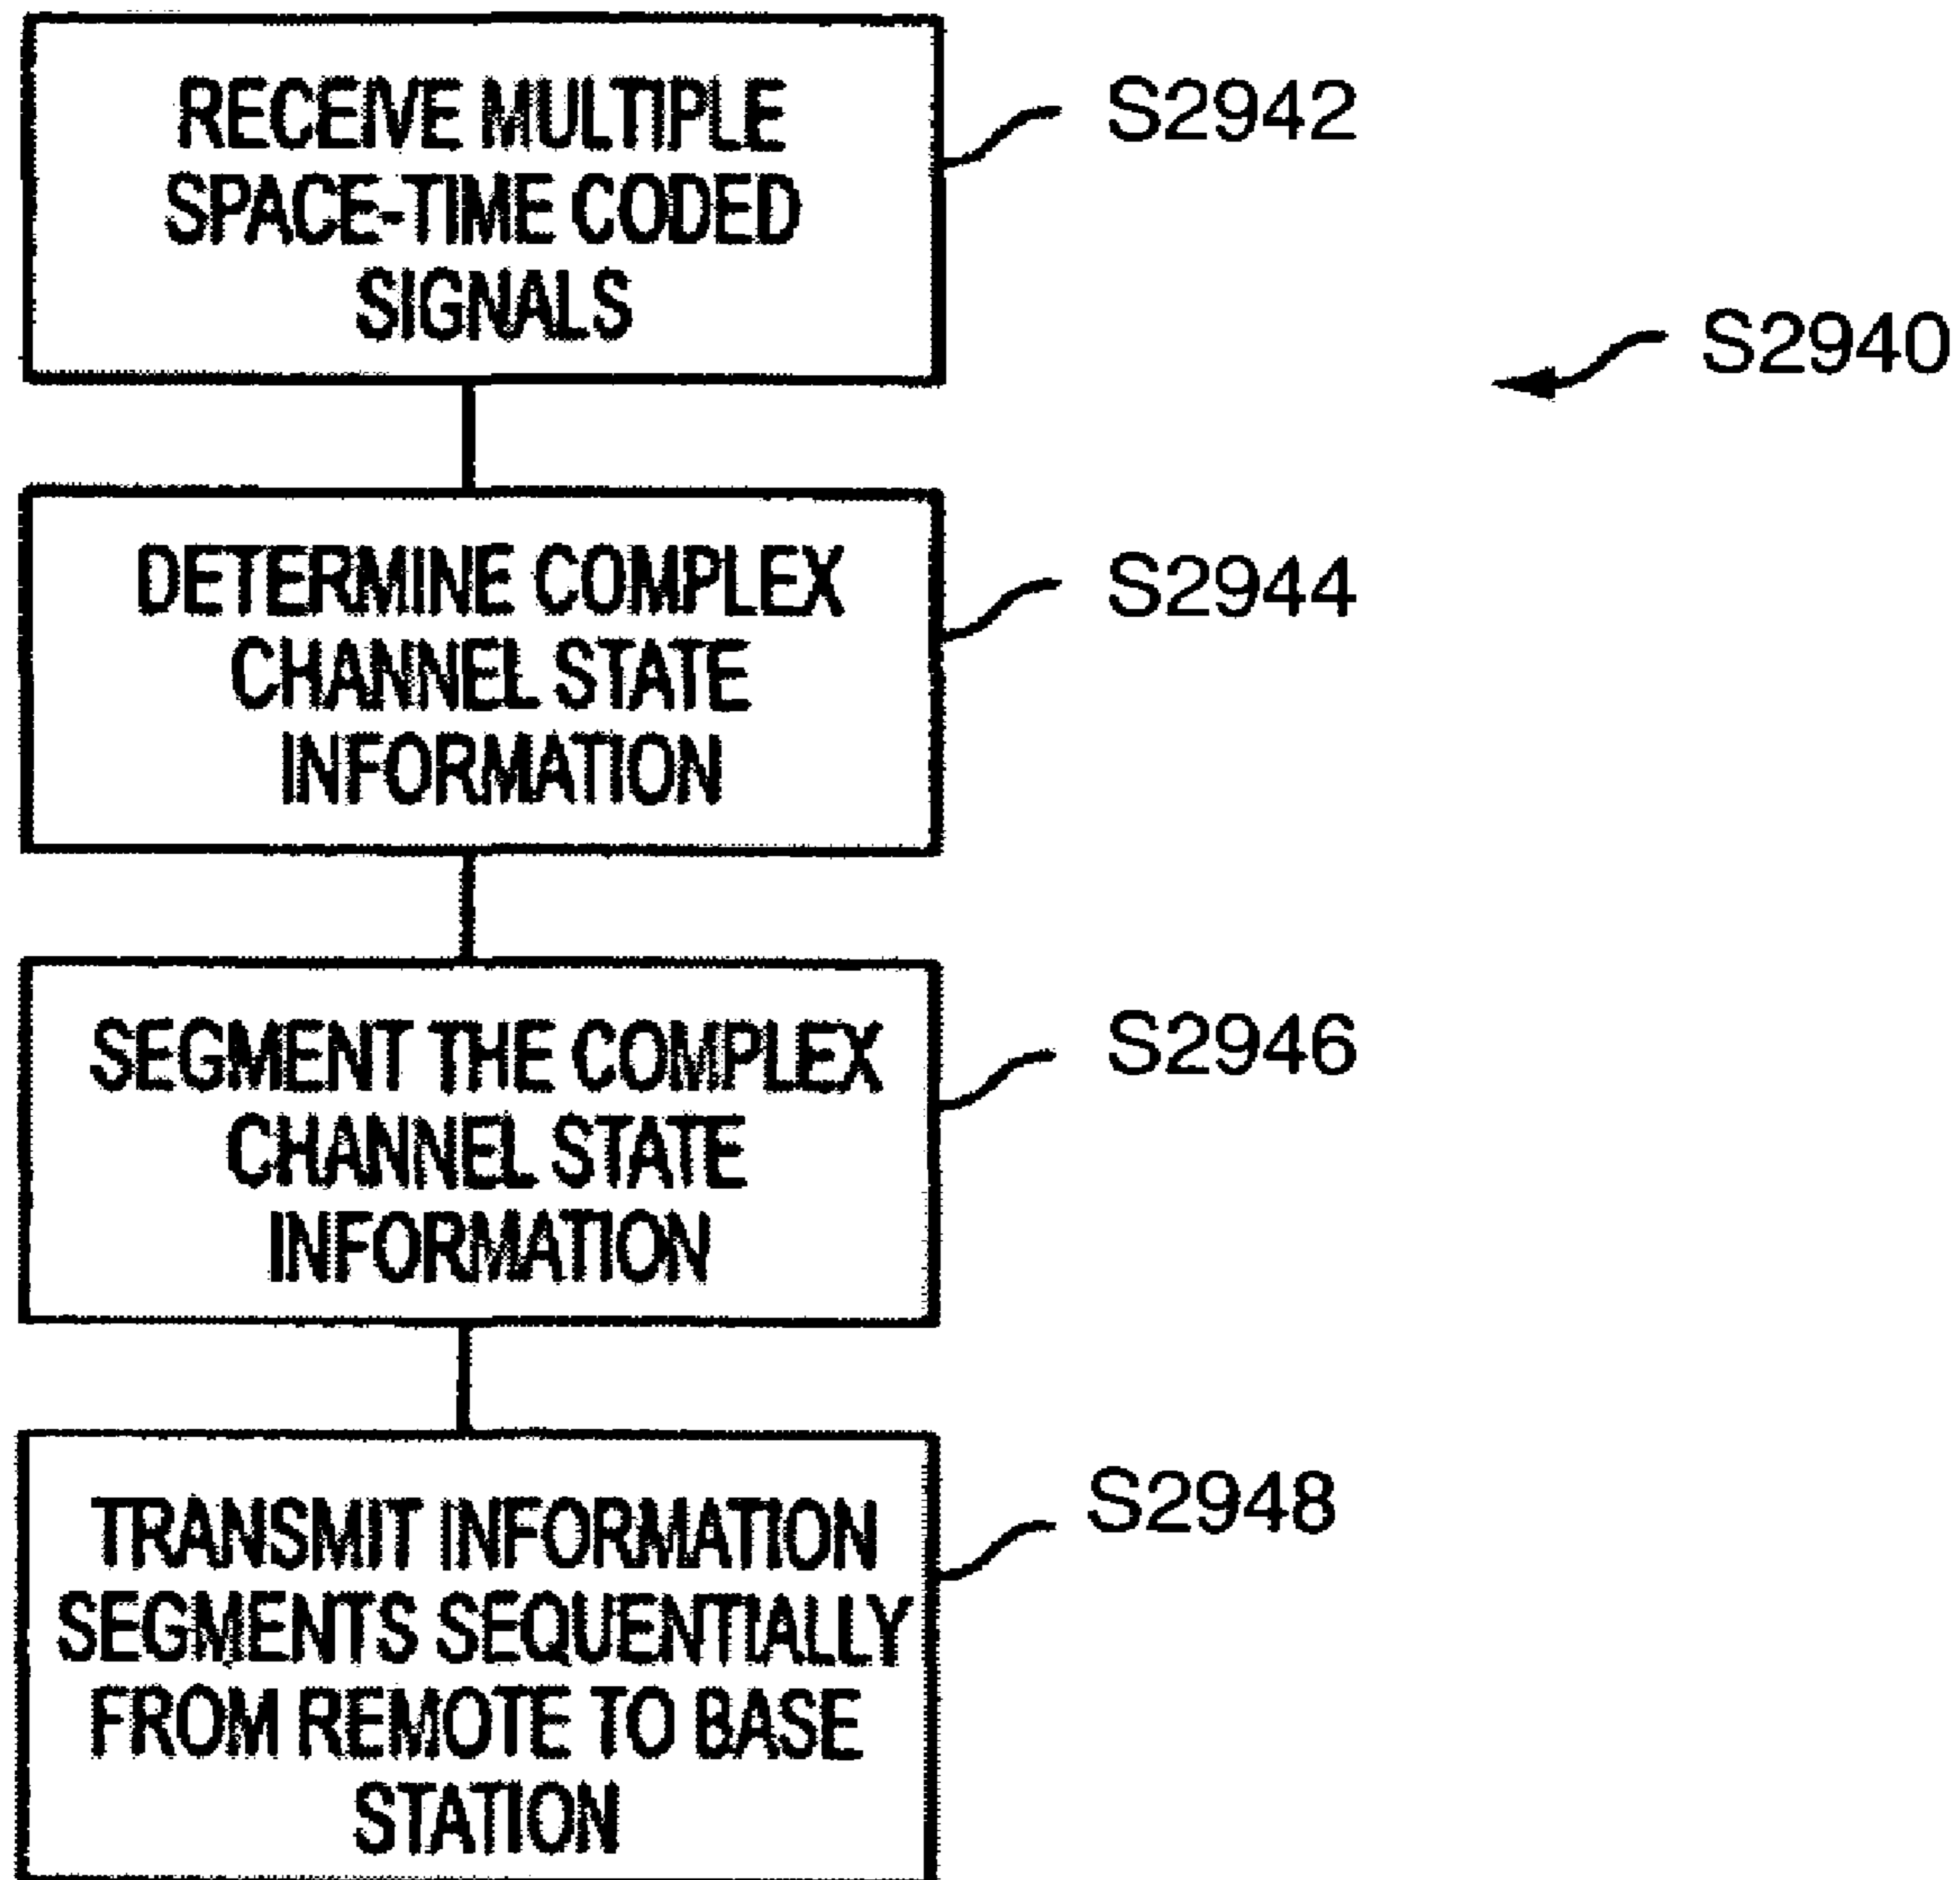 RECEIVE MULTIPLE
SPACE-TIME CODED
SIGNALS
S2942
S2940
DETERMINE COMPLEX
CHANNEL STATE
INFORMATION
S2944
SEGMENT THE COMPLEX
CHANNEL STATE
INFORMATION
S2946
TRANSMIT INFORMATION
SEGMENTS SEQUENTIALLY
FROM REMOTE TO BASE
STATION
S2948